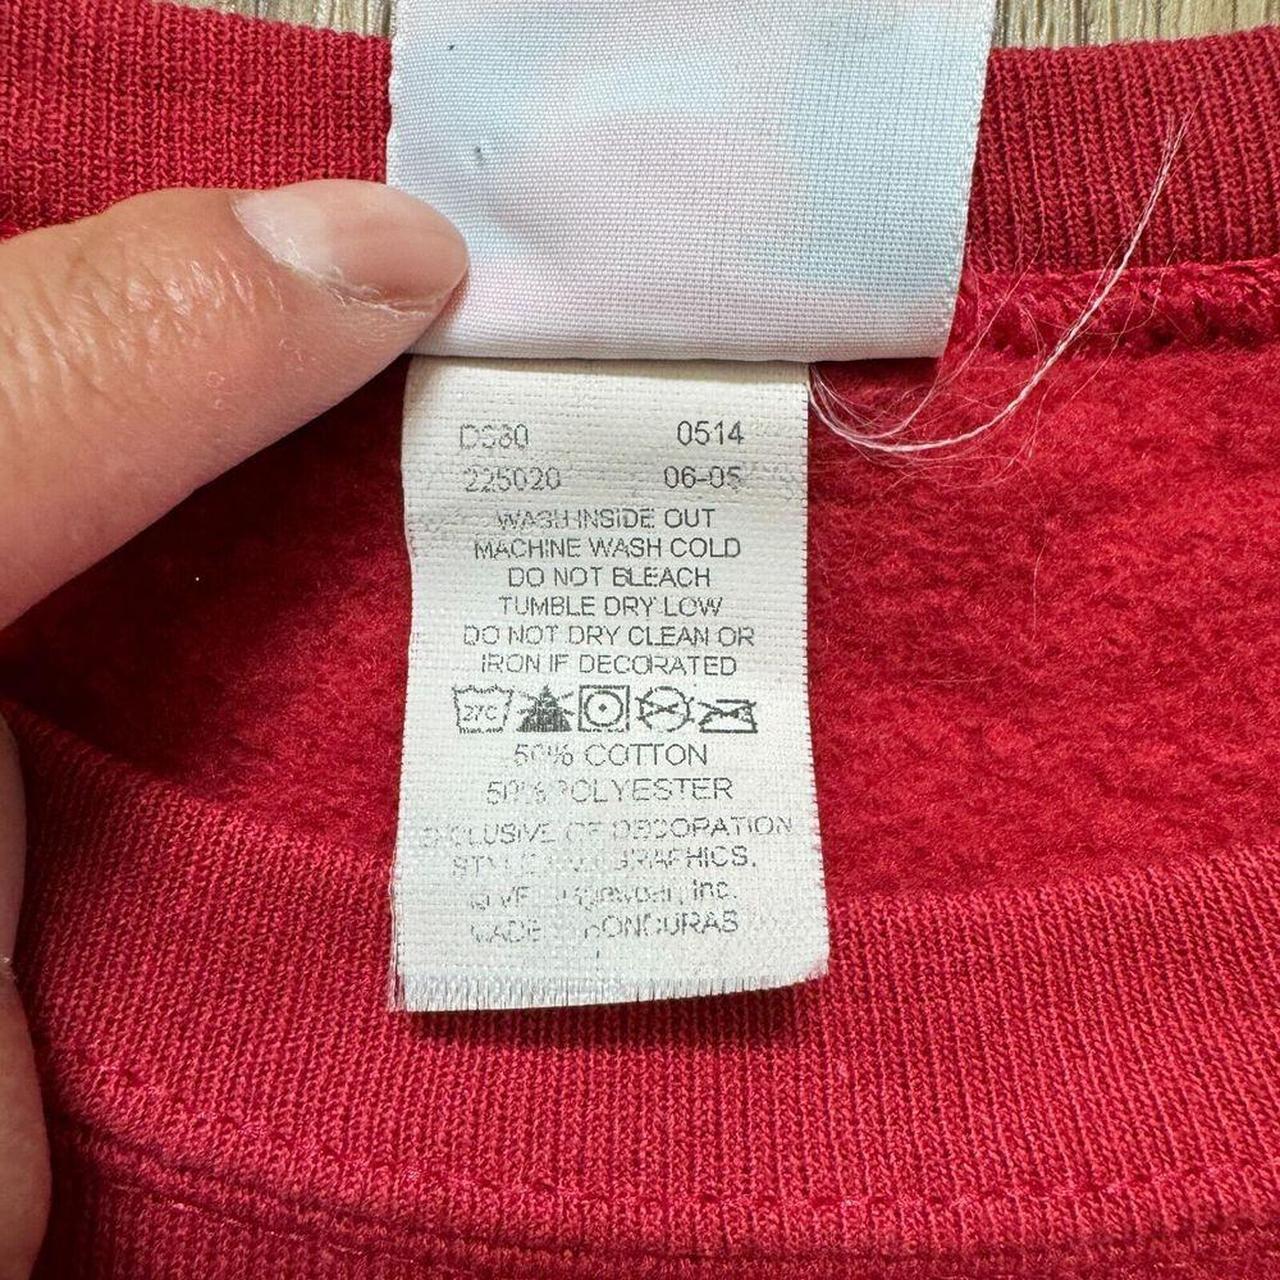 0514
225020 06-05
WASH INSIDE OUT
MACHINE WASH COLD
DO NOT BLEACH
TUMBLE DRY LOW
DO NOT DRY CLEAN OR
IRON IF DECORATED
27C
50% COTTON
50% POLYESTER
EXCLUSIVE OF DECORATION
GRAPHICS.
Inc.
MADE HONDURAS